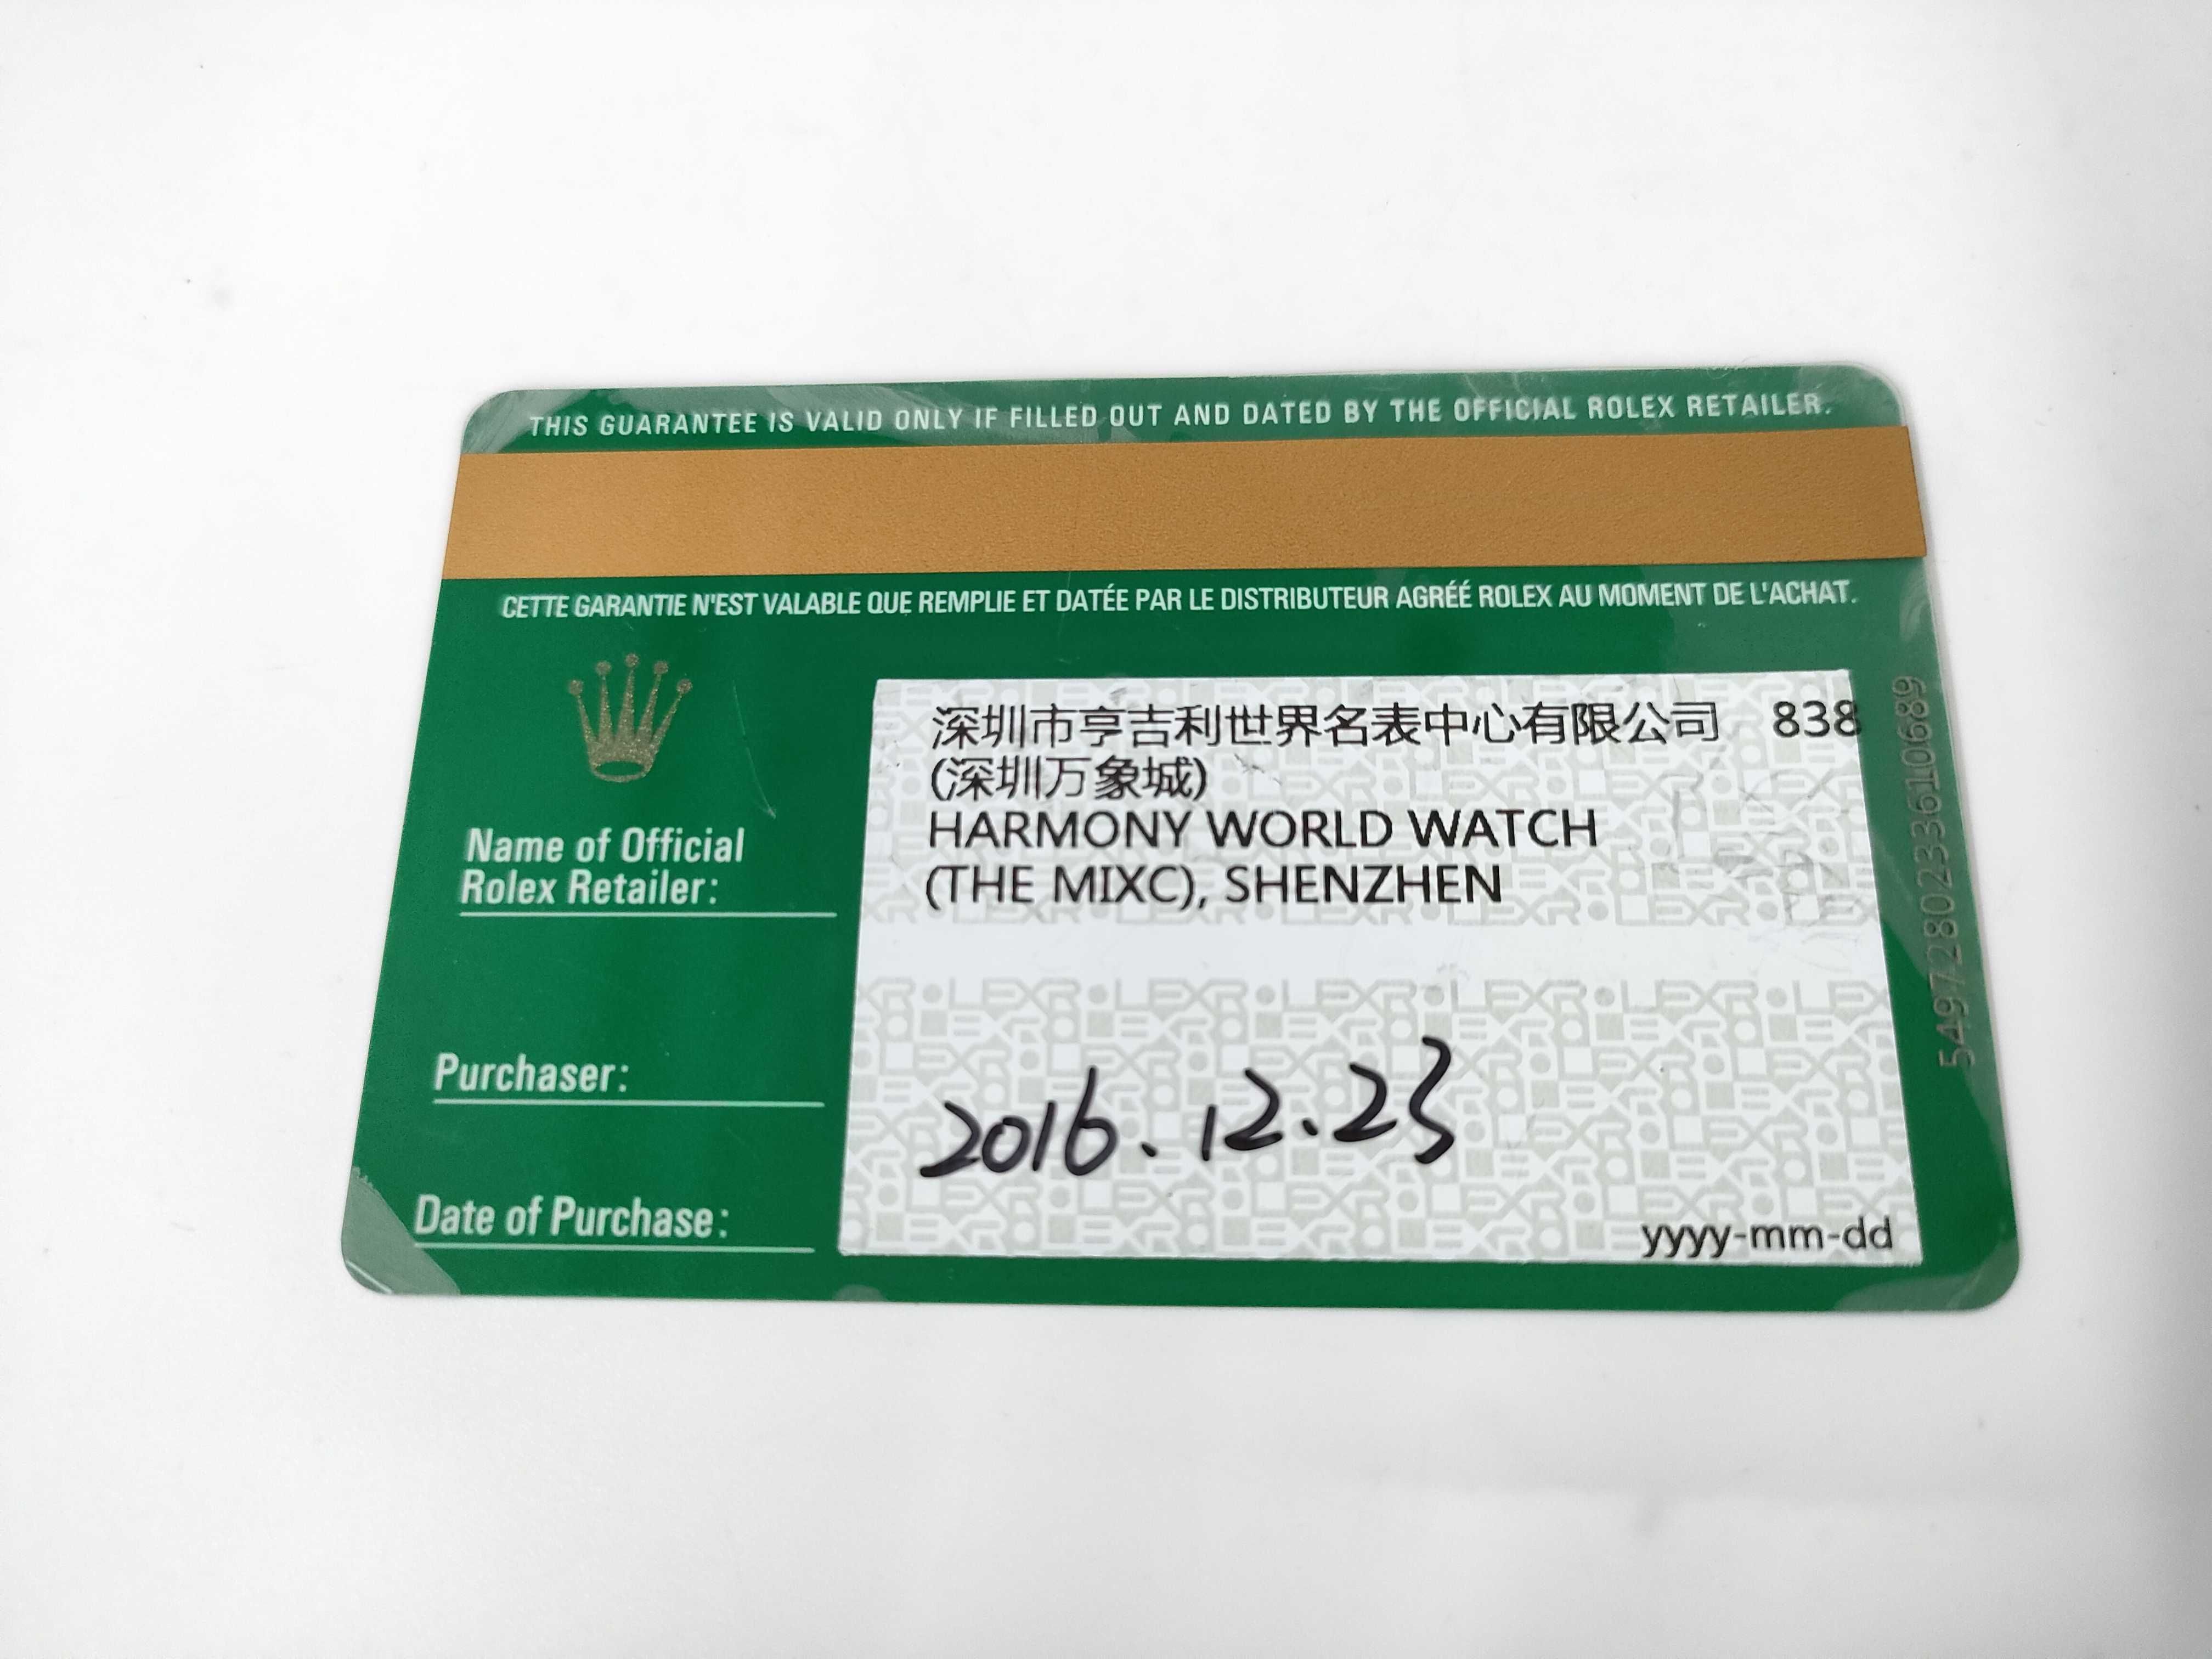 THIS GUARANTEE IS VALID ONLY IF FILLED OUT AND DATED BY THE OFFICIAL ROLEX RETAILER.
CETTE GARANTIE N'EST VALABLE QUE REMPLIE ET DATÉE PAR LE DISTRIBUTEUR AGRÉÉ ROLEX AU MOMENT DE L'ACHAT.
深圳市亨吉利世界名表中心有限公司 838
(深圳万象城)
HARMONY WORLD WATCH
(THE MIXC), SHENZHEN
Name of Official
Rolex Retailer:
Purchaser:
2016.12.23
Date of Purchase:
yyyy-mm-dd
5497280233610689